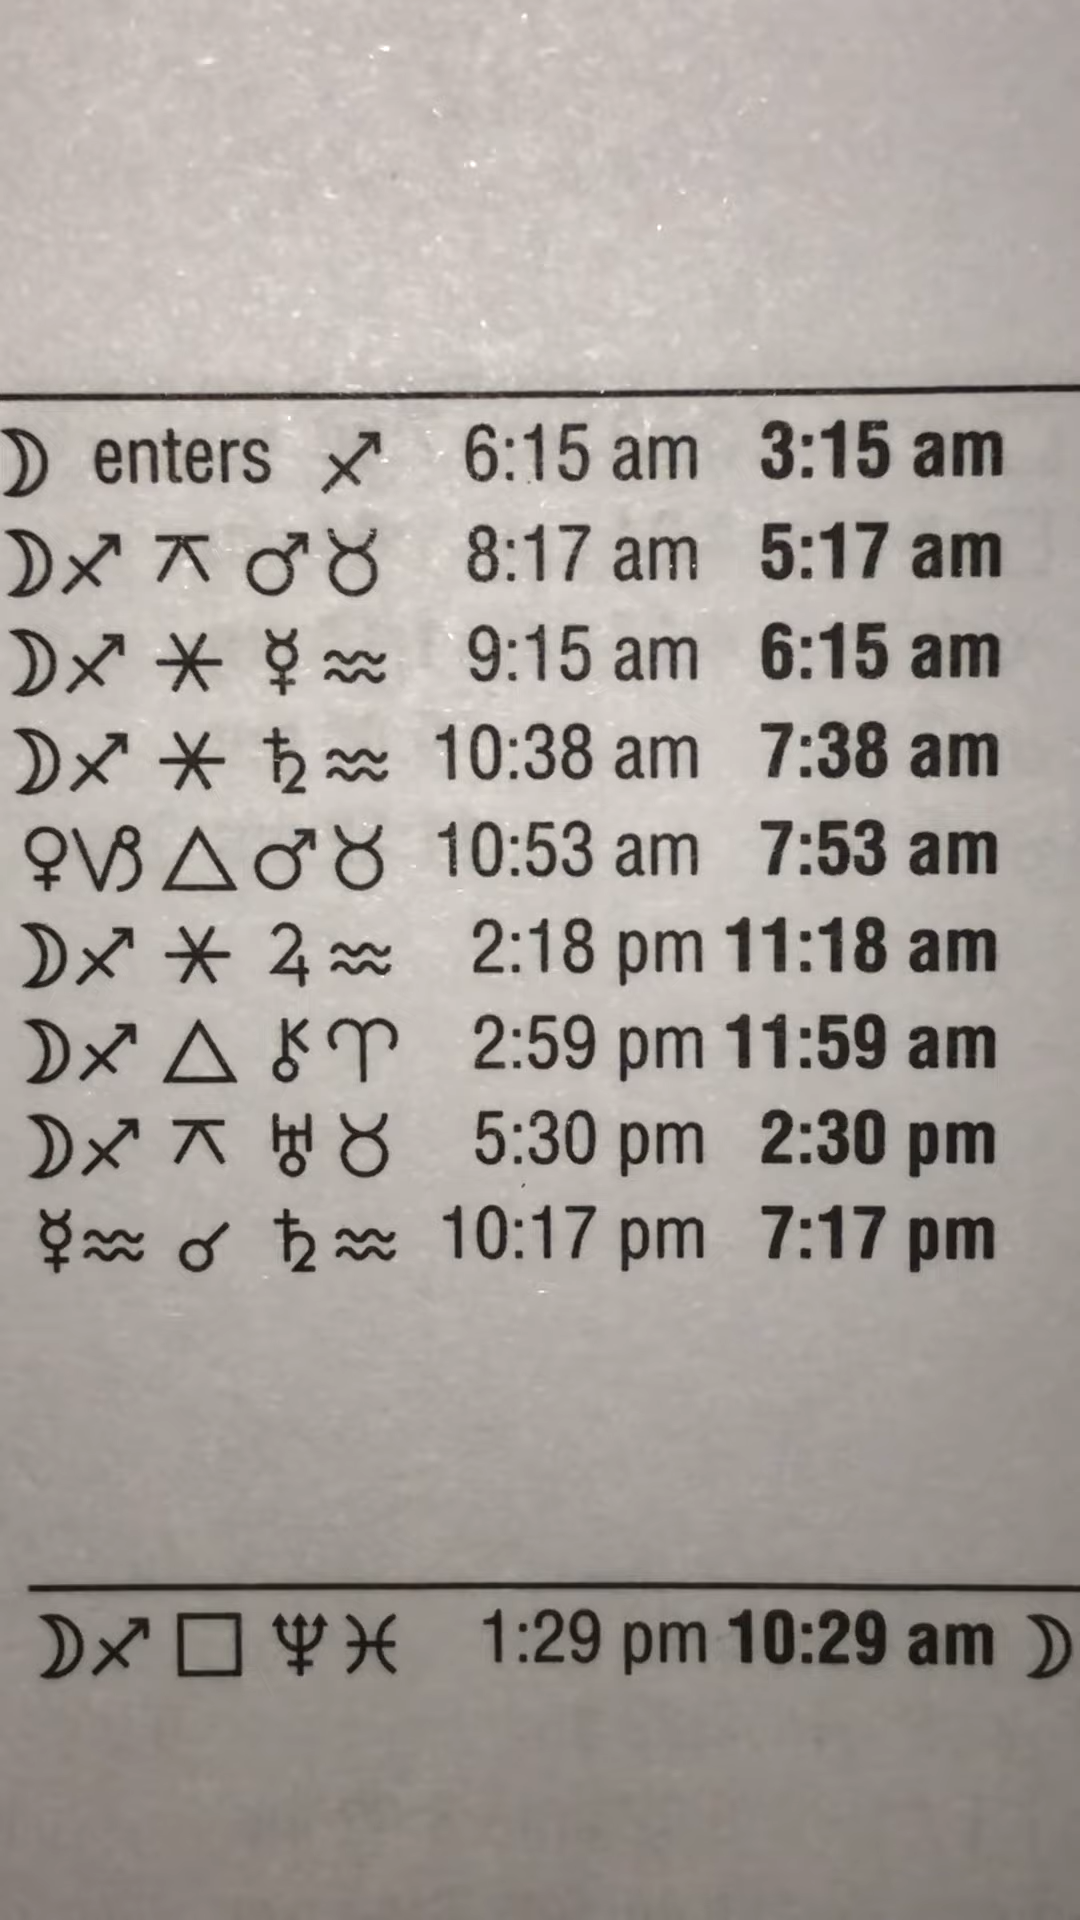 ☽ enters ♐ 6:15 am 3:15 am
☽♐ ⚻ ♂♉ 8:17 am 5:17 am
☽♐ ⚹ ☿♒ 9:15 am 6:15 am
☽♐ ⚹ ♄♒ 10:38 am 7:38 am
♀♑ △ ♂♉ 10:53 am 7:53 am
☽♐ ⚹ ♃♒ 2:18 pm 11:18 am
☽♐ △ ⚷♈ 2:59 pm 11:59 am
☽♐ ⚻ ♅♉ 5:30 pm 2:30 pm
☿♒ ☌ ♄♒ 10:17 pm 7:17 pm
☽♐ □ ♆♓ 1:29 pm 10:29 am ☽